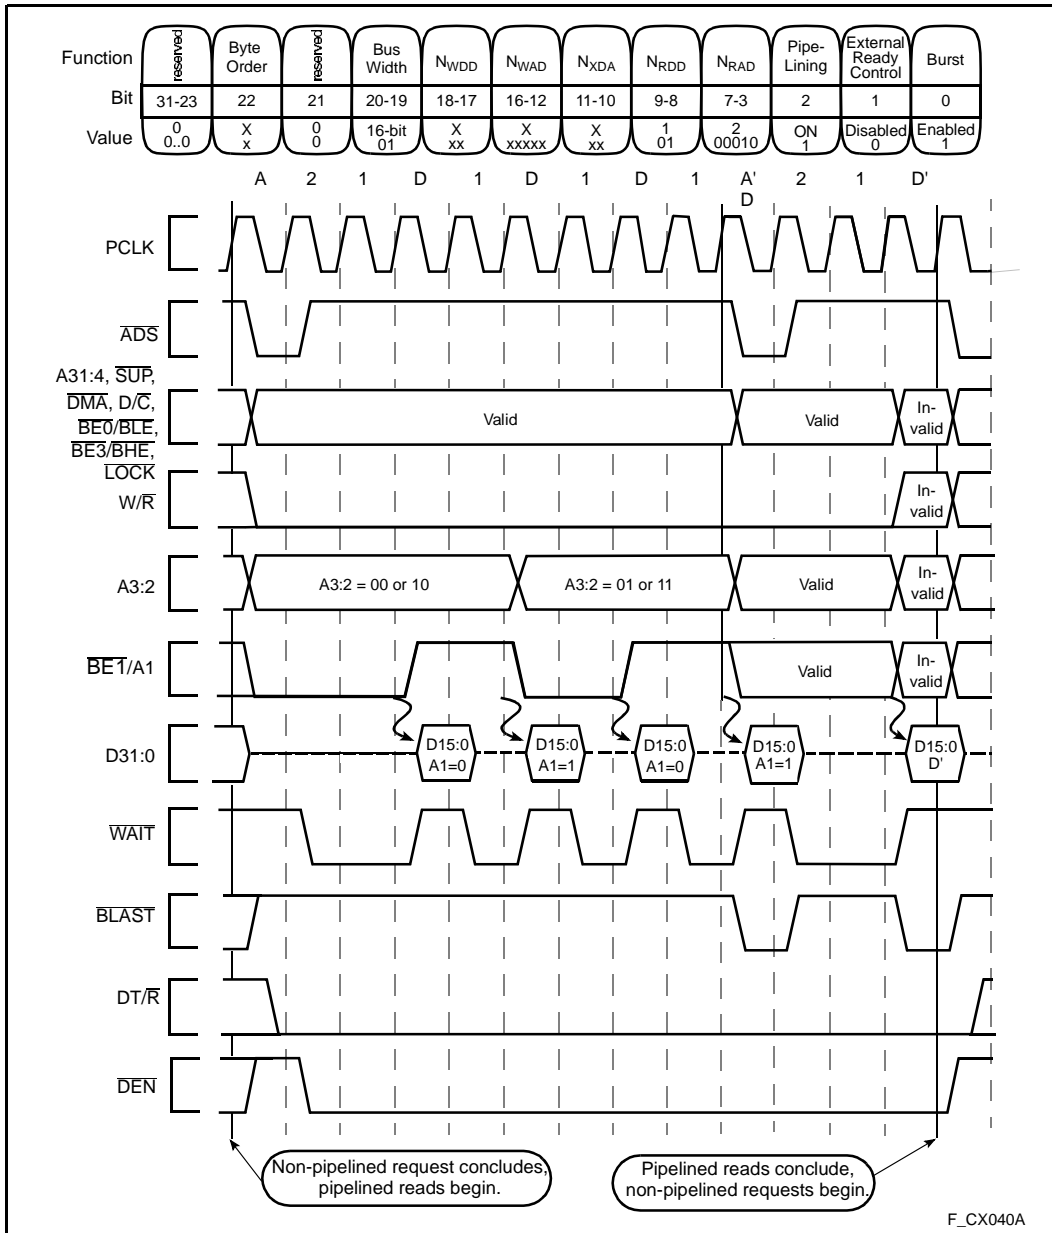 Function reserved Byte Order reserved Bus Width NWDD NWAD NXDA NRDD NRAD Pipe-Lining External Ready Control Burst
Bit 31-23 22 21 20-19 18-17 16-12 11-10 9-8 7-3 2 1 0
Value 0 X 0 16-bit X X X 1 2 ON Disabled Enabled
0..0 x 0 01 xx xxxxx xx 01 00010 1 0 1
A 2 1 D 1 D 1 D 1 A' 2 1 D'
D
PCLK
ADS
A31:4, SUP,
DMA, D/C,
BE0/BLE,
BE3/BHE,
LOCK
Valid Valid In-valid
W/R
In-valid
A3:2
A3:2 = 00 or 10 A3:2 = 01 or 11 Valid In-valid
BE1/A1
Valid In-valid
D31:0
D15:0 D15:0 D15:0 D15:0 D15:0
A1=0 A1=1 A1=0 A1=1 D'
WAIT
BLAST
DT/R
DEN
Non-pipelined request concludes,
pipelined reads begin.
Pipelined reads conclude,
non-pipelined requests begin.
F_CX040A